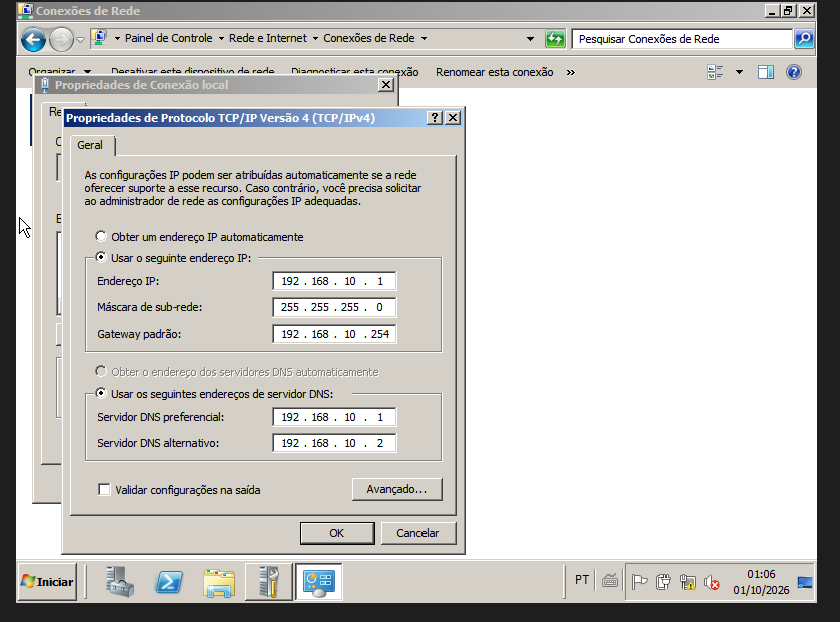 Conexões de Rede
Painel de Controle Rede e Internet Conexões de Rede
Pesquisar Conexões de Rede
Organizar Desativar este dispositivo de rede Diagnosticar esta conexão Renomear esta conexão »
Propriedades de Conexão local
Re
Propriedades de Protocolo TCP/IP Versão 4 (TCP/IPv4)
Geral
As configurações IP podem ser atribuídas automaticamente se a rede
oferecer suporte a esse recurso. Caso contrário, você precisa solicitar
ao administrador de rede as configurações IP adequadas.
Obter um endereço IP automaticamente
Usar o seguinte endereço IP:
Endereço IP: 192 . 168 . 10 . 1
Máscara de sub-rede: 255 . 255 . 255 . 0
Gateway padrão: 192 . 168 . 10 . 254
Obter o endereço dos servidores DNS automaticamente
Usar os seguintes endereços de servidor DNS:
Servidor DNS preferencial: 192 . 168 . 10 . 1
Servidor DNS alternativo: 192 . 168 . 10 . 2
Validar configurações na saída
Avançado...
OK Cancelar
Iniciar
PT
01:06
01/10/2026